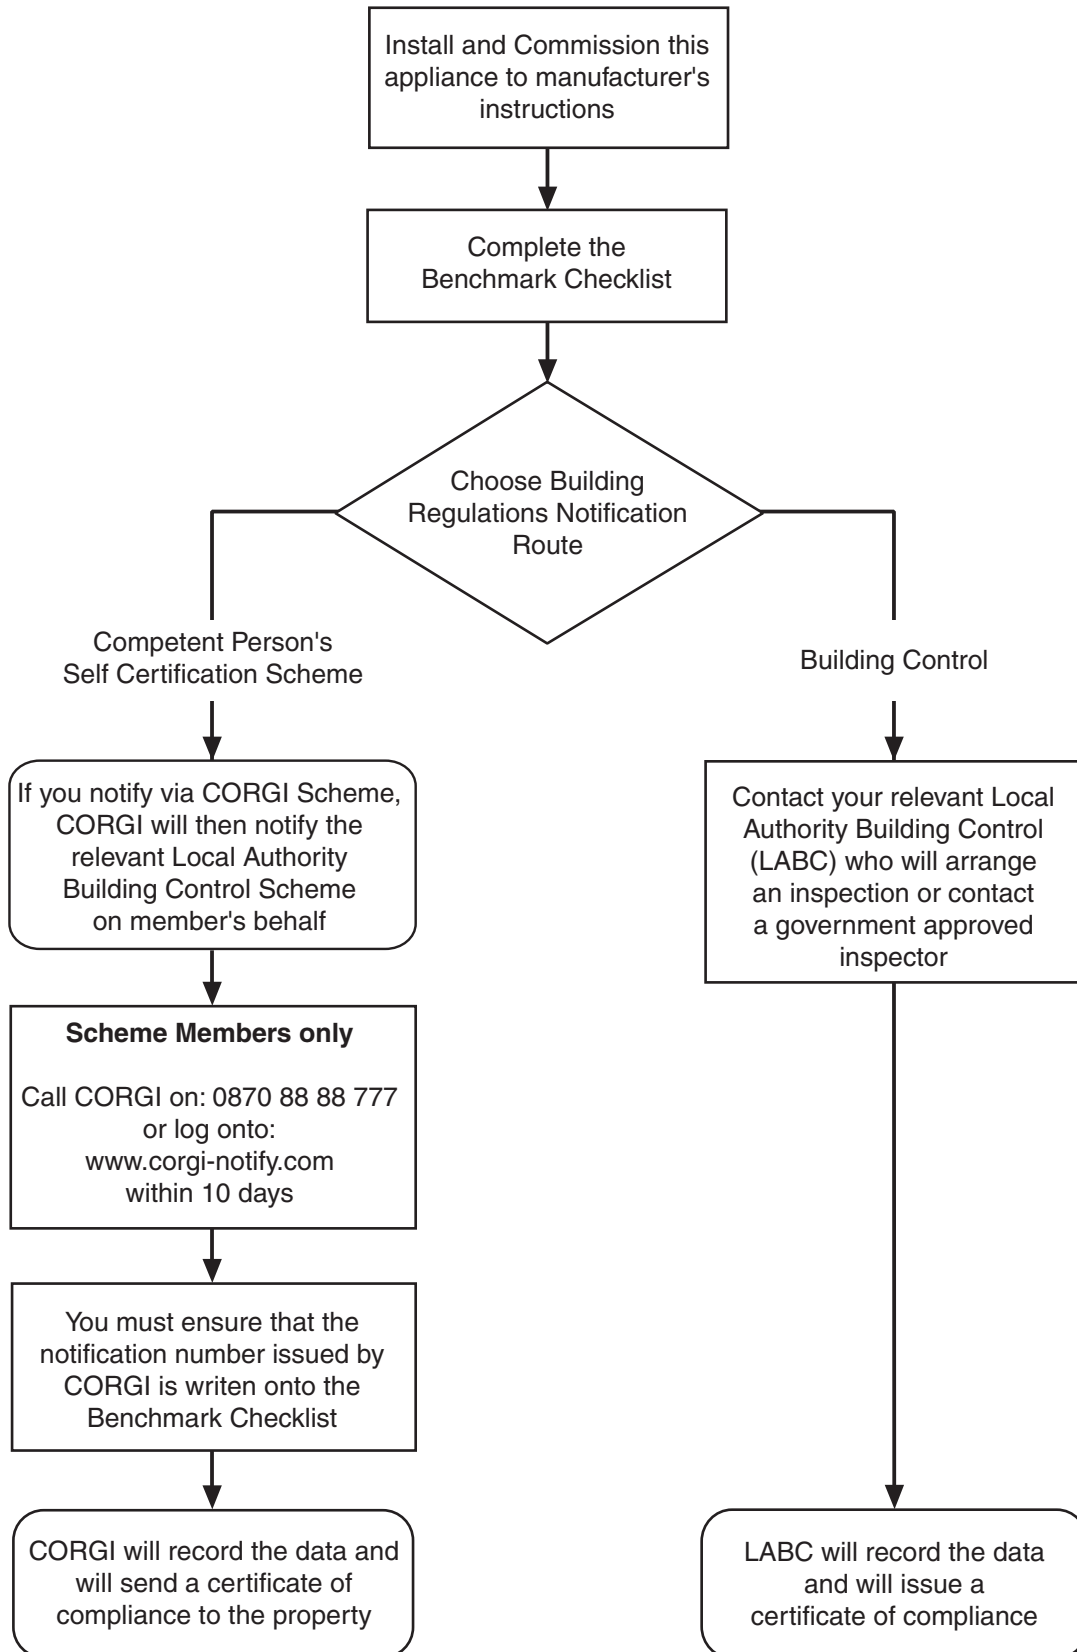 Install and Commission this
appliance to manufacturer's
instructions
Complete the
Benchmark Checklist
Choose Building
Regulations Notification
Route
Competent Person's
Self Certification Scheme
Building Control
If you notify via CORGI Scheme,
CORGI will then notify the
relevant Local Authority
Building Control Scheme
on member's behalf
Contact your relevant Local
Authority Building Control
(LABC) who will arrange
an inspection or contact
a government approved
inspector
Scheme Members only
Call CORGI on: 0870 88 88 777
or log onto:
www.corgi-notify.com
within 10 days
You must ensure that the
notification number issued by
CORGI is writen onto the
Benchmark Checklist
CORGI will record the data and
will send a certificate of
compliance to the property
LABC will record the data
and will issue a
certificate of compliance